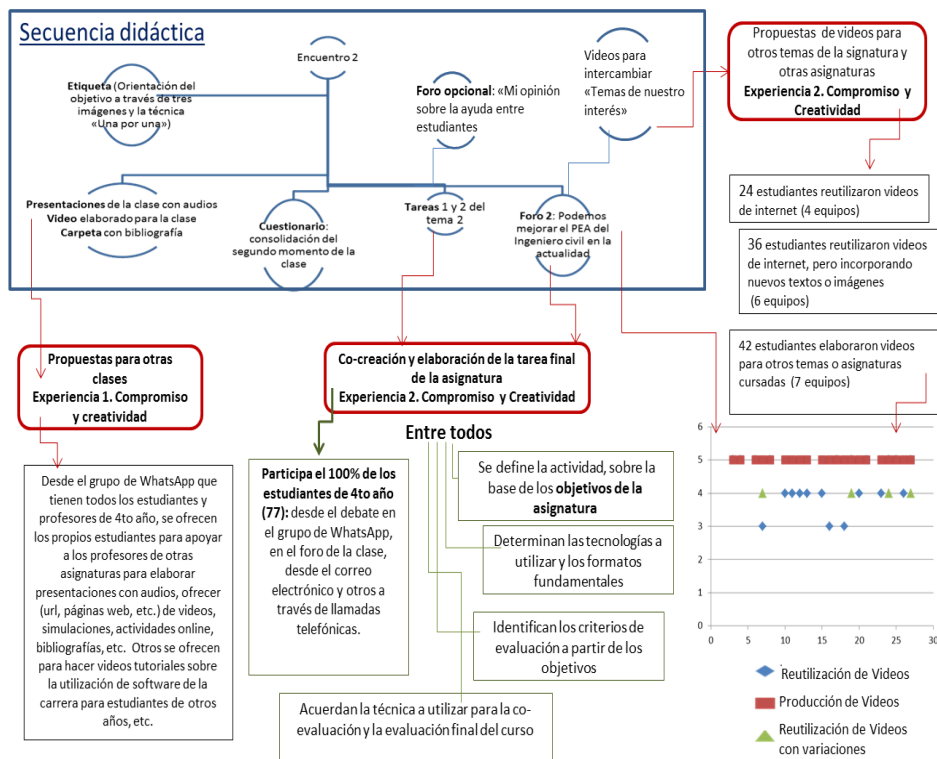 Secuencia didáctica
Encuentro 2
Etiqueta (Orientación del
objetivo a través de tres
imágenes y la técnica
«Una por una»)
Foro opcional: «Mi opinión
sobre la ayuda entre
estudiantes
Videos para
intercambiar
«Temas de nuestro
interés»
Presentaciones de la clase con audios
Video elaborado para la clase
Carpeta con bibliografía
Cuestionario:
consolidación del
segundo momento de la
clase
Tareas 1 y 2 del
tema 2
Foro 2: Podemos
mejorar el PEA del
Ingeniero civil en la
actualidad
Propuestas de videos para
otros temas de la signatura y
otras asignaturas
Experiencia 2. Compromiso y
Creatividad
24 estudiantes reutilizaron videos
de internet (4 equipos)
36 estudiantes reutilizaron videos
de internet, pero incorporando
nuevos textos o imágenes
(6 equipos)
42 estudiantes elaboraron videos
para otros temas o asignaturas
cursadas (7 equipos)
Propuestas para otras
clases
Experiencia 1. Compromiso
y creatividad
Co-creación y elaboración de la tarea final
de la asignatura
Experiencia 2. Compromiso y Creatividad
Entre todos
Desde el grupo de WhatsApp que
tienen todos los estudiantes y
profesores de 4to año, se ofrecen
los propios estudiantes para apoyar
a los profesores de otras
asignaturas para elaborar
presentaciones con audios, ofrecer
(url, páginas web, etc.) de videos,
simulaciones, actividades online,
bibliografías, etc. Otros se ofrecen
para hacer videos tutoriales sobre
la utilización de software de la
carrera para estudiantes de otros
años, etc.
Participa el 100% de los
estudiantes de 4to año
(77): desde el debate en
el grupo de WhatsApp,
en el foro de la clase,
desde el correo
electrónico y otros a
través de llamadas
telefónicas.
Se define la actividad, sobre la
base de los objetivos de la
asignatura
Determinan las tecnologías a
utilizar y los formatos
fundamentales
Identifican los criterios de
evaluación a partir de los
objetivos
Acuerdan la técnica a utilizar para la co-
evaluación y la evaluación final del curso
6
5
4
3
2
1
0
0 5 10 15 20 25 30
Reutilización de Videos
Producción de Videos
Reutilización de Videos
con variaciones